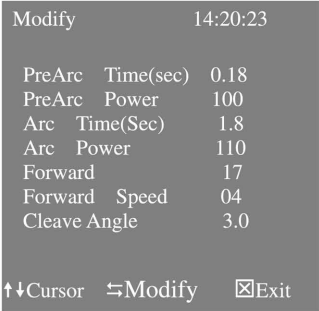 Modify 14:20:23
PreArc Time(sec) 0.18
PreArc Power 100
Arc Time(Sec) 1.8
Arc Power 110
Forward 17
Forward Speed 04
Cleave Angle 3.0
↑↓Cursor ⇆Modify ☒Exit